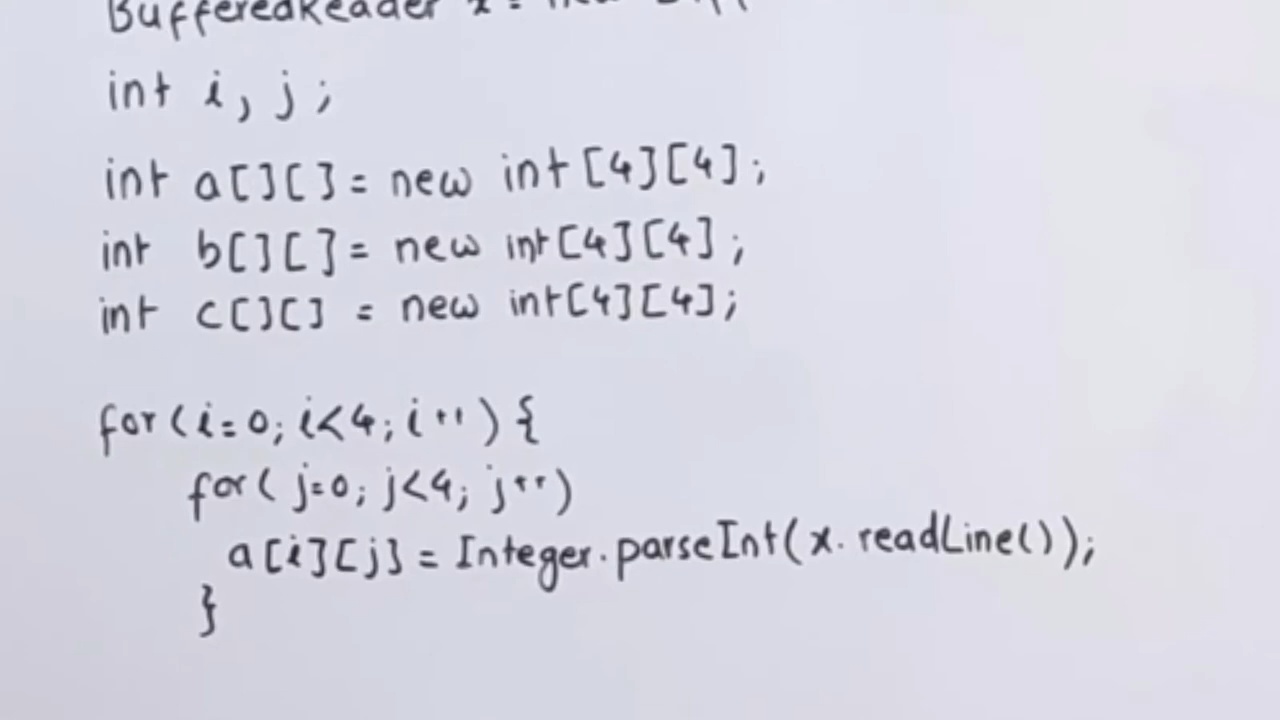 BufferedReader x = new
int i, j;
int a[][] = new int[4][4];
int b[][] = new int[4][4];
int c[][] = new int[4][4];
for(i=0; i<4; i++) {
for( j=0; j<4; j++)
a[i][j] = Integer.parseInt(x.readLine());
}